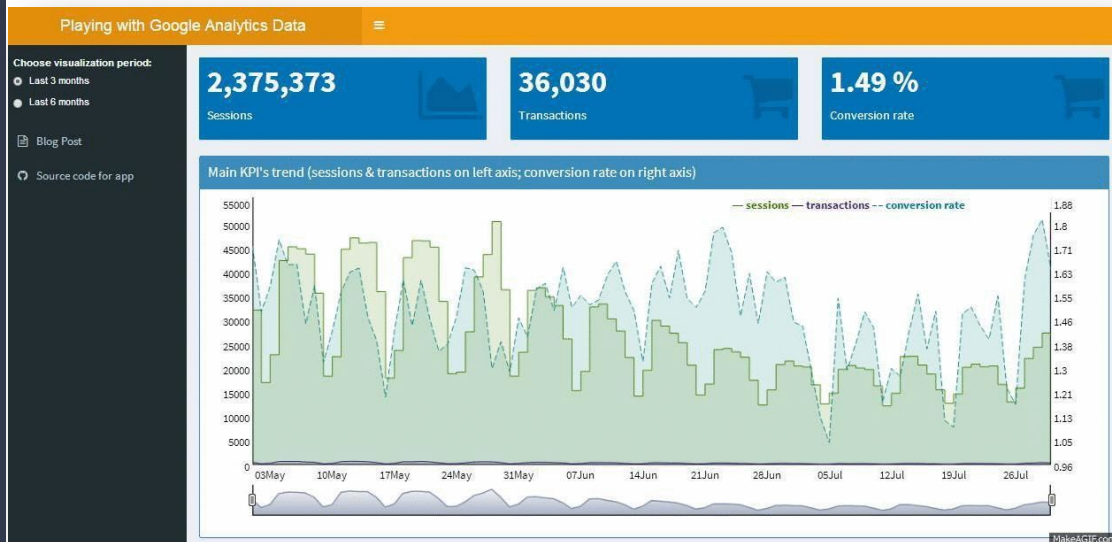 Playing with Google Analytics Data
Choose visualization period:
Last 3 months
Last 6 months
Blog Post
Source code for app
2,375,373
Sessions
36,030
Transactions
1.49 %
Conversion rate
Main KPI's trend (sessions & transactions on left axis; conversion rate on right axis)
sessions transactions conversion rate
55000
50000
45000
40000
35000
30000
25000
20000
15000
10000
5000
0
1.88
1.8
1.71
1.63
1.55
1.46
1.38
1.3
1.21
1.13
1.05
0.96
03May 10May 17May 24May 31May 07Jun 14Jun 21Jun 28Jun 05Jul 12Jul 19Jul 26Jul
MakeAGIF.com